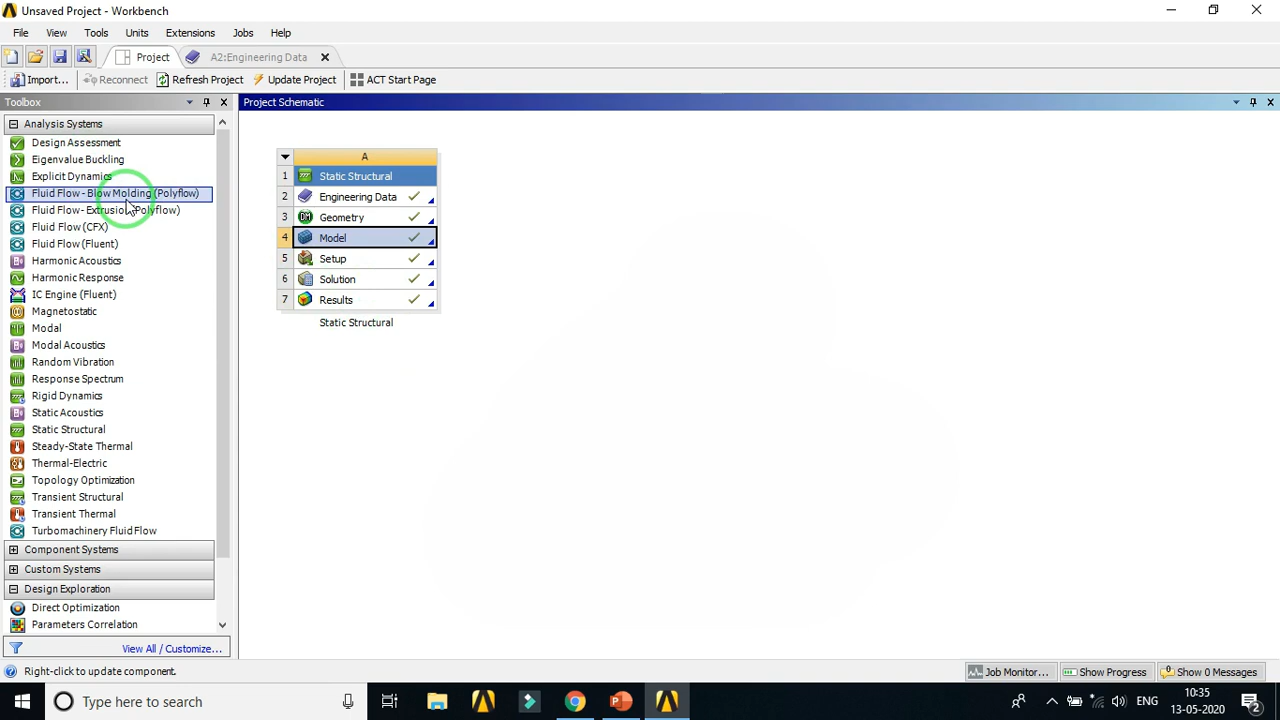 Unsaved Project - Workbench
File View Tools Units Extensions Jobs Help
Project A2:Engineering Data
Import... Reconnect Refresh Project Update Project ACT Start Page
Toolbox
Project Schematic
Analysis Systems
Design Assessment
Eigenvalue Buckling
Explicit Dynamics
Fluid Flow - Blow Molding (Polyflow)
Fluid Flow- Extrusion (Polyflow)
Fluid Flow (CFX)
Fluid Flow (Fluent)
Harmonic Acoustics
Harmonic Response
IC Engine (Fluent)
Magnetostatic
Modal
Modal Acoustics
Random Vibration
Response Spectrum
Rigid Dynamics
Static Acoustics
Static Structural
Steady-State Thermal
Thermal-Electric
Topology Optimization
Transient Structural
Transient Thermal
Turbomachinery Fluid Flow
Component Systems
Custom Systems
Design Exploration
Direct Optimization
Parameters Correlation
View All / Customize...
A
1 Static Structural
2 Engineering Data
3 DM Geometry
4 Model
5 Setup
6 Solution
7 Results
Static Structural
Right-click to update component.
Job Monitor... Show Progress Show 0 Messages
Type here to search
ENG
10:35
13-05-2020
2